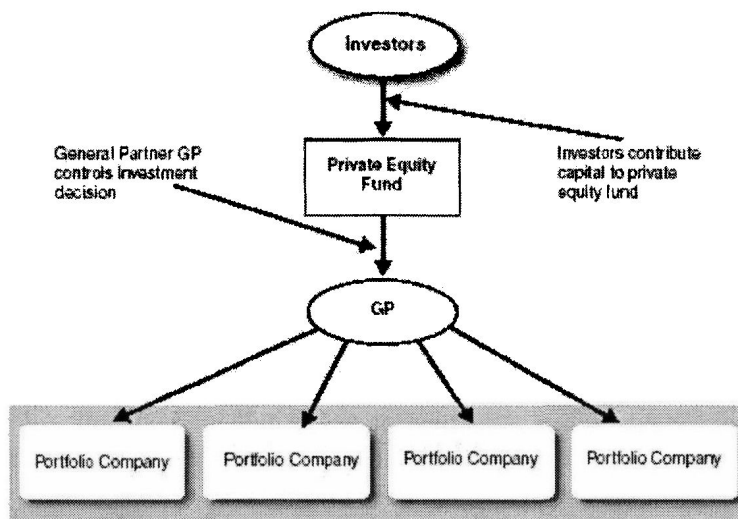 Investors
General Partner GP
controls investment
decision
Private Equity
Fund
Investors contribute
capital to private
equity fund
GP
Portfolio Company
Portfolio Company
Portfolio Company
Portfolio Company